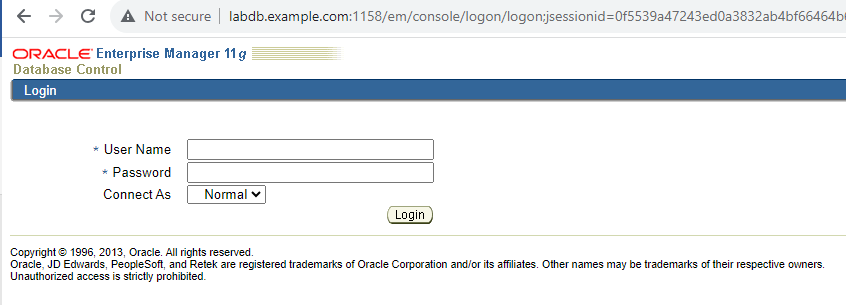 Not secure | labdb.example.com:1158/em/console/logon/logon;jsessionid=0f5539a47243ed0a3832ab4bf66464b
ORACLE Enterprise Manager 11g
Database Control
Login
* User Name
* Password
Connect As Normal
Login
Copyright © 1996, 2013, Oracle. All rights reserved.
Oracle, JD Edwards, PeopleSoft, and Retek are registered trademarks of Oracle Corporation and/or its affiliates. Other names may be trademarks of their respective owners.
Unauthorized access is strictly prohibited.